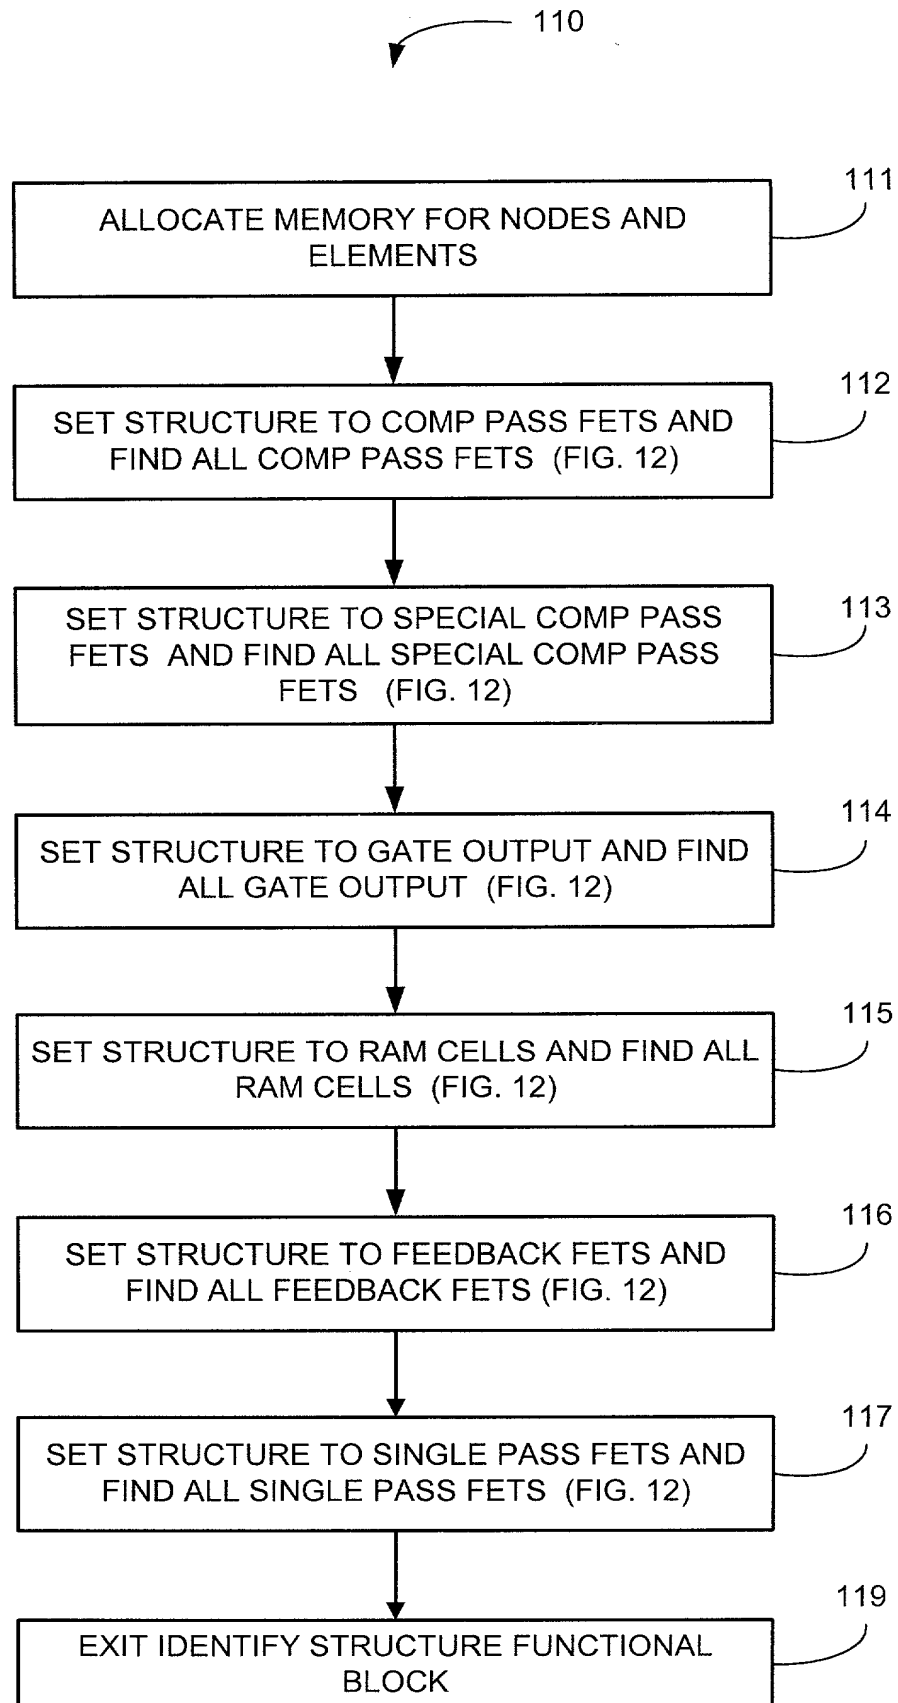 110
111
ALLOCATE MEMORY FOR NODES AND
ELEMENTS
112
SET STRUCTURE TO COMP PASS FETS AND
FIND ALL COMP PASS FETS (FIG. 12)
113
SET STRUCTURE TO SPECIAL COMP PASS
FETS AND FIND ALL SPECIAL COMP PASS
FETS (FIG. 12)
114
SET STRUCTURE TO GATE OUTPUT AND FIND
ALL GATE OUTPUT (FIG. 12)
115
SET STRUCTURE TO RAM CELLS AND FIND ALL
RAM CELLS (FIG. 12)
116
SET STRUCTURE TO FEEDBACK FETS AND
FIND ALL FEEDBACK FETS (FIG. 12)
117
SET STRUCTURE TO SINGLE PASS FETS AND
FIND ALL SINGLE PASS FETS (FIG. 12)
119
EXIT IDENTIFY STRUCTURE FUNCTIONAL
BLOCK